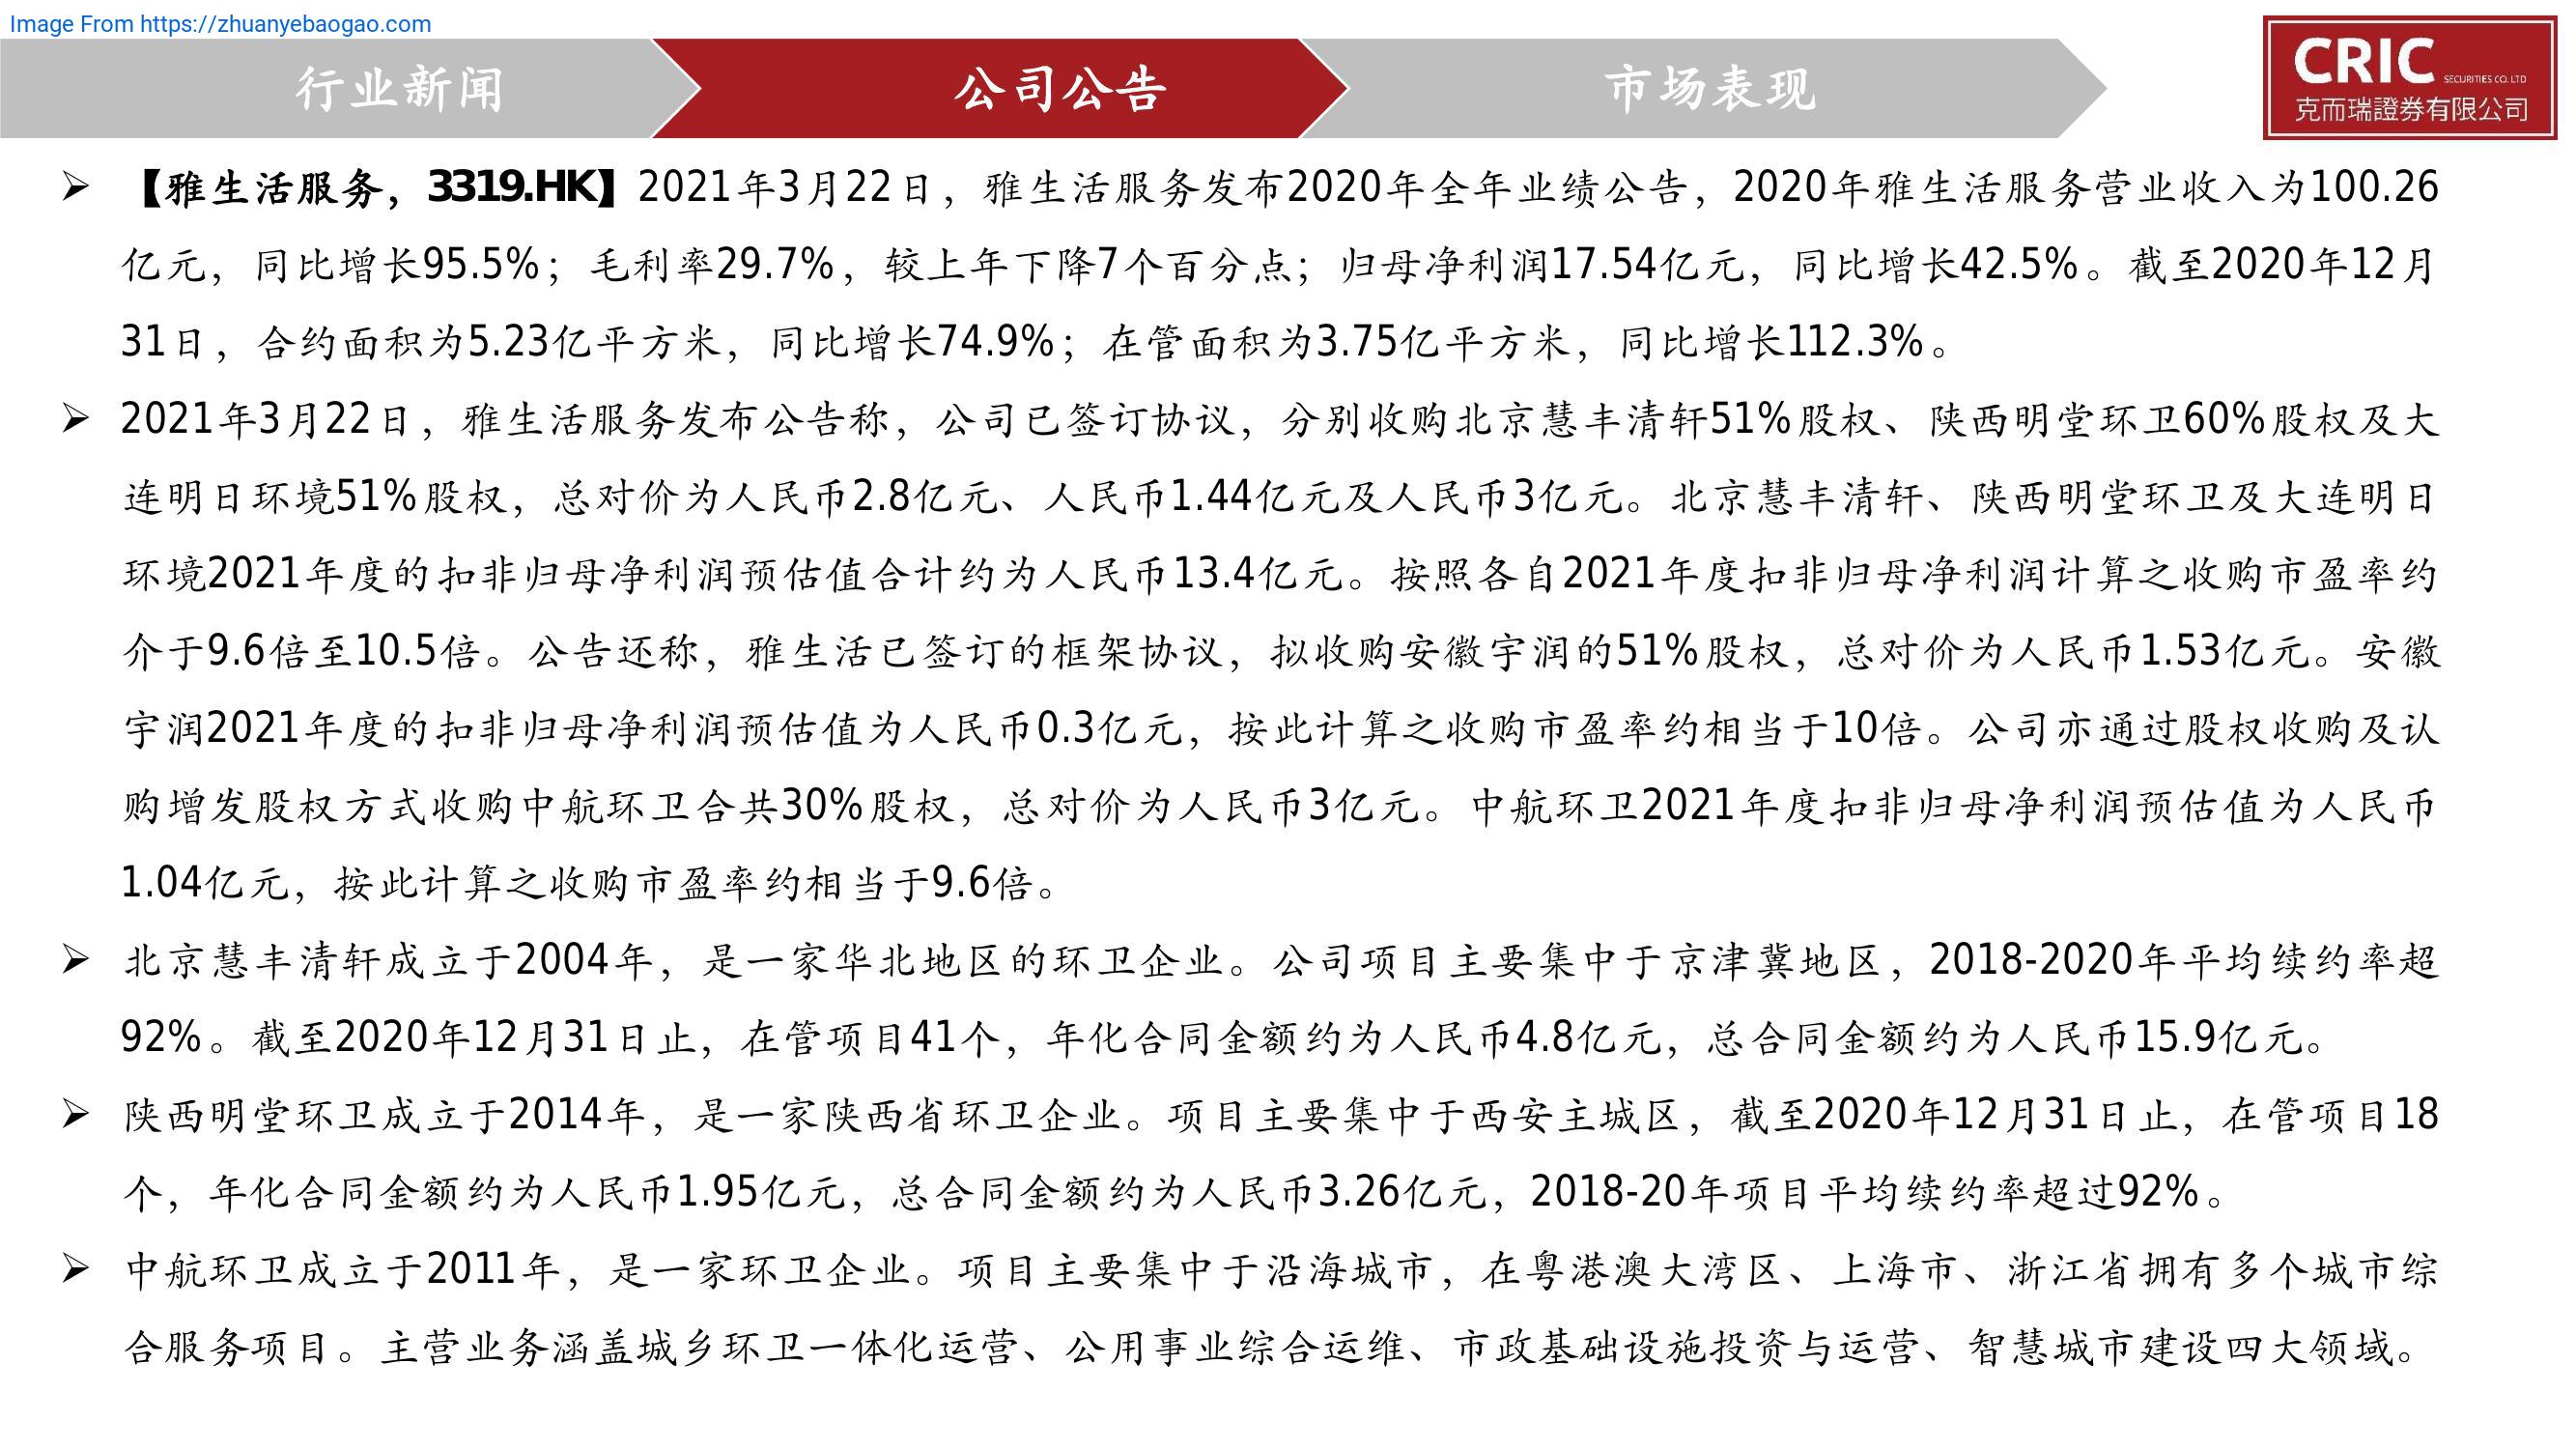 Image From https://zhuanyebaogao.com
行业新闻
公司公告
市场表现
CRIC SECURITIES CO. LTD
克而瑞證券有限公司
➢ 【雅生活服务，3319.HK】2021年3月22日，雅生活服务发布2020年全年业绩公告，2020年雅生活服务营业收入为100.26
亿元，同比增长95.5%；毛利率29.7%，较上年下降7个百分点；归母净利润17.54亿元，同比增长42.5%。截至2020年12月
31日，合约面积为5.23亿平方米，同比增长74.9%；在管面积为3.75亿平方米，同比增长112.3%。
➢ 2021年3月22日，雅生活服务发布公告称，公司已签订协议，分别收购北京慧丰清轩51%股权、陕西明堂环卫60%股权及大
连明日环境51%股权，总对价为人民币2.8亿元、人民币1.44亿元及人民币3亿元。北京慧丰清轩、陕西明堂环卫及大连明日
环境2021年度的扣非归母净利润预估值合计约为人民币13.4亿元。按照各自2021年度扣非归母净利润计算之收购市盈率约
介于9.6倍至10.5倍。公告还称，雅生活已签订的框架协议，拟收购安徽宇润的51%股权，总对价为人民币1.53亿元。安徽
宇润2021年度的扣非归母净利润预估值为人民币0.3亿元，按此计算之收购市盈率约相当于10倍。公司亦通过股权收购及认
购增发股权方式收购中航环卫合共30%股权，总对价为人民币3亿元。中航环卫2021年度扣非归母净利润预估值为人民币
1.04亿元，按此计算之收购市盈率约相当于9.6倍。
➢ 北京慧丰清轩成立于2004年，是一家华北地区的环卫企业。公司项目主要集中于京津冀地区，2018-2020年平均续约率超
92%。截至2020年12月31日止，在管项目41个，年化合同金额约为人民币4.8亿元，总合同金额约为人民币15.9亿元。
➢ 陕西明堂环卫成立于2014年，是一家陕西省环卫企业。项目主要集中于西安主城区，截至2020年12月31日止，在管项目18
个，年化合同金额约为人民币1.95亿元，总合同金额约为人民币3.26亿元，2018-20年项目平均续约率超过92%。
➢ 中航环卫成立于2011年，是一家环卫企业。项目主要集中于沿海城市，在粤港澳大湾区、上海市、浙江省拥有多个城市综
合服务项目。主营业务涵盖城乡环卫一体化运营、公用事业综合运维、市政基础设施投资与运营、智慧城市建设四大领域。